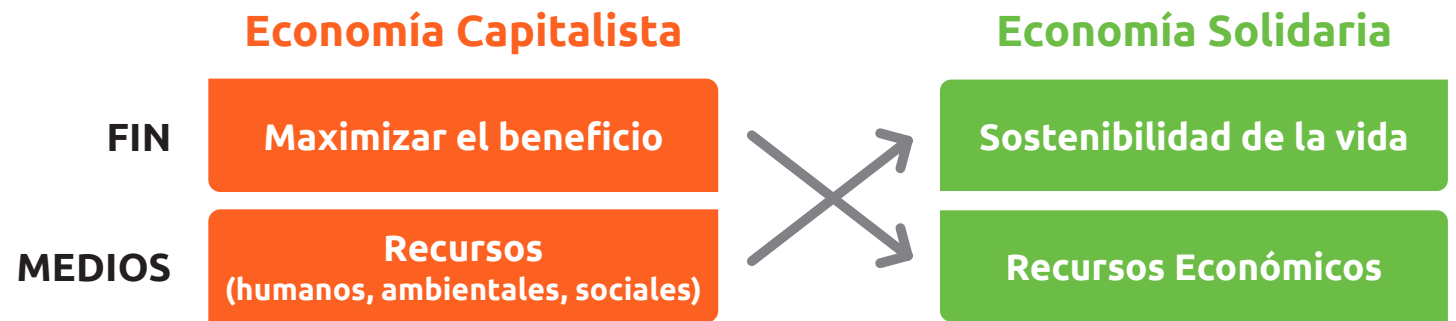 Economía Capitalista
Economía Solidaria
FIN
Maximizar el beneficio
Sostenibilidad de la vida
MEDIOS
Recursos
(humanos, ambientales, sociales)
Recursos Económicos